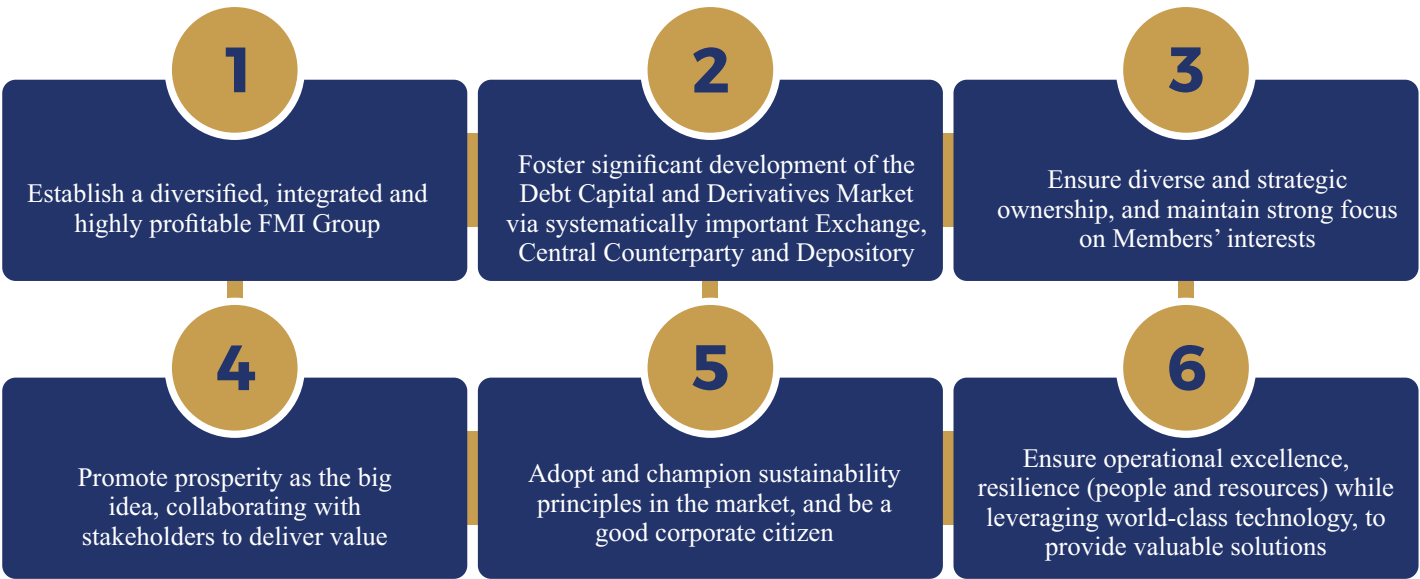 1
Establish a diversified, integrated and
highly profitable FMI Group
2
Foster significant development of the
Debt Capital and Derivatives Market
via systematically important Exchange,
Central Counterparty and Depository
3
Ensure diverse and strategic
ownership, and maintain strong focus
on Members’ interests
4
Promote prosperity as the big
idea, collaborating with
stakeholders to deliver value
5
Adopt and champion sustainability
principles in the market, and be a
good corporate citizen
6
Ensure operational excellence,
resilience (people and resources) while
leveraging world-class technology, to
provide valuable solutions